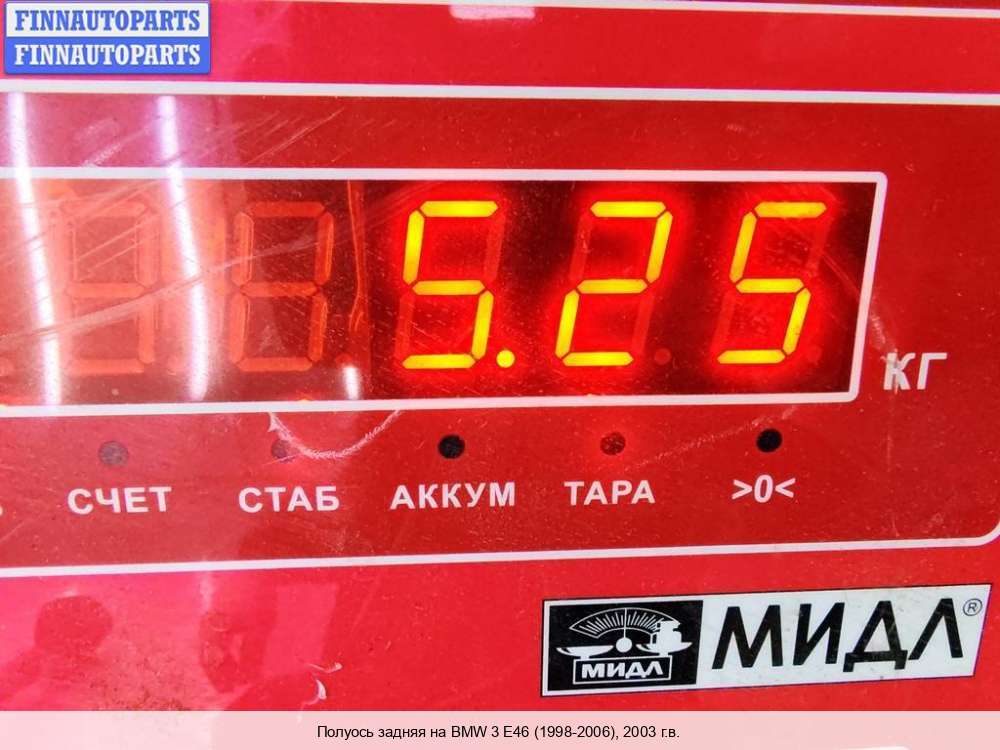 FINNAUTOPARTS
FINNAUTOPARTS
5.25
КГ
СЧЕТ СТАБ АККУМ ТАРА >0<
МИДЛ МИДЛ®
Полуось задняя на BMW 3 E46 (1998-2006), 2003 г.в.